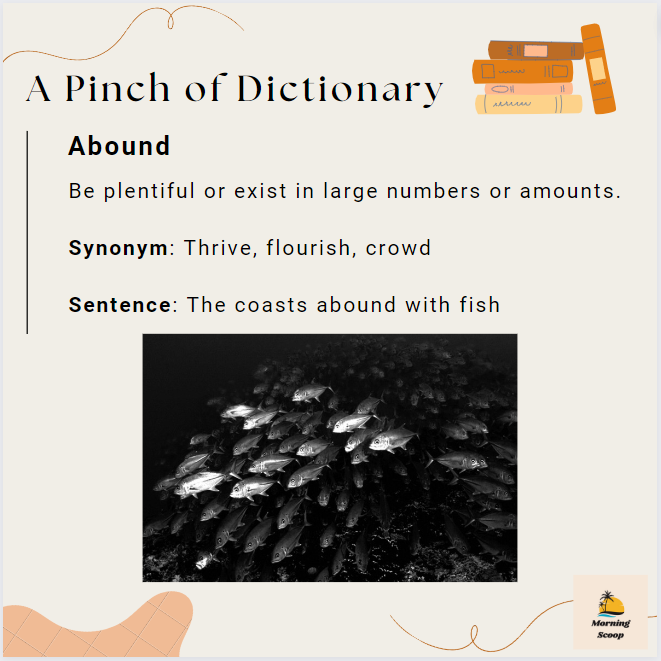 A Pinch of Dictionary
Abound
Be plentiful or exist in large numbers or amounts.
Synonym: Thrive, flourish, crowd
Sentence: The coasts abound with fish
Morning
Scoop